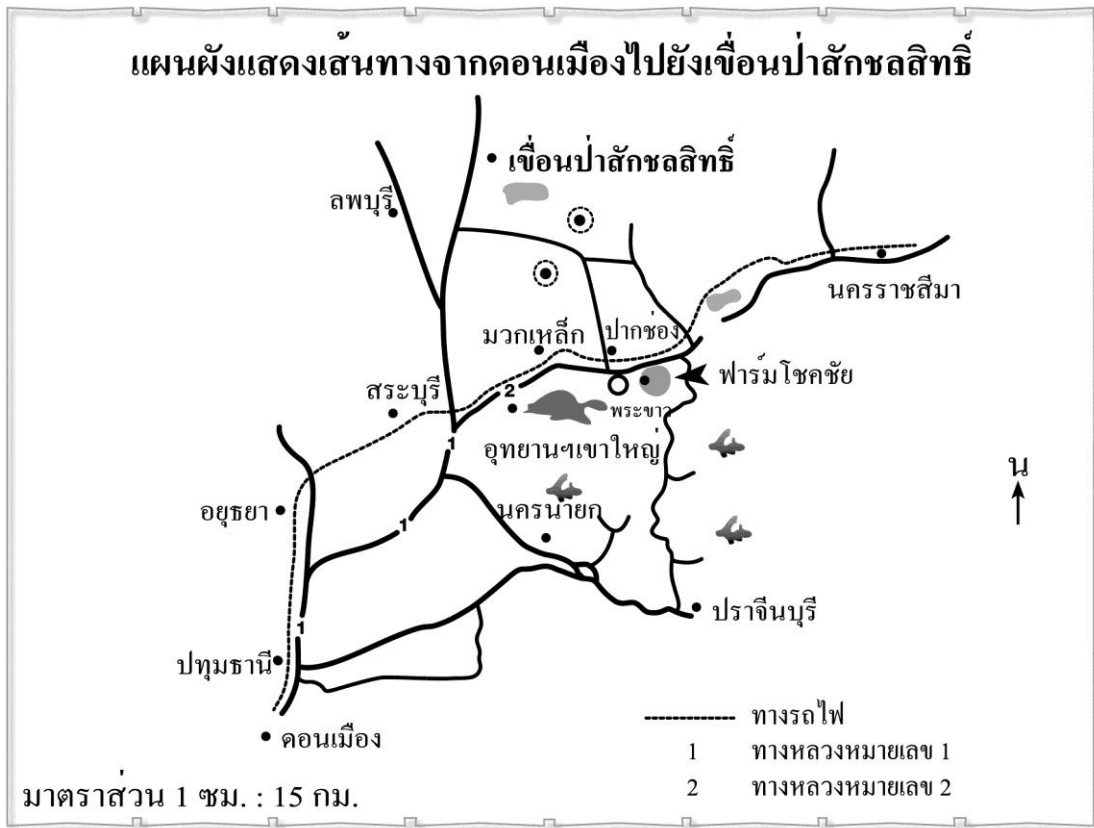 แผนผังแสดงเส้นทางจากดอนเมืองไปยังเขื่อนป่าสักชลสิทธิ์
เขื่อนป่าสักชลสิทธิ์
ลพบุรี
นครราชสีมา
มวกเหล็ก
ปากช่อง
ฟาร์มโชคชัย
สระบุรี
2
พระขาว
1
อุทยานฯเขาใหญ่
น
อยุธยา
1
นครนายก
ปราจีนบุรี
1
ปทุมธานี
ดอนเมือง
ทางรถไฟ
1 ทางหลวงหมายเลข 1
2 ทางหลวงหมายเลข 2
มาตราส่วน 1 ซม. : 15 กม.